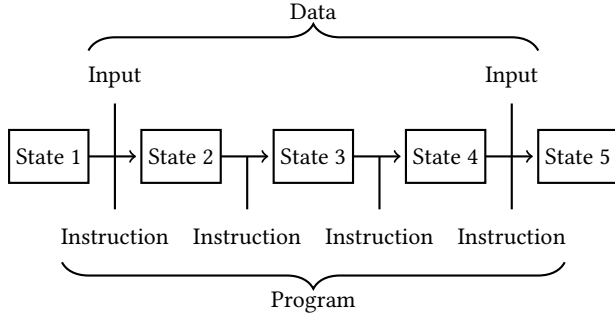 Data
Input Input
State 1 State 2 State 3 State 4 State 5
Instruction Instruction Instruction Instruction
Program